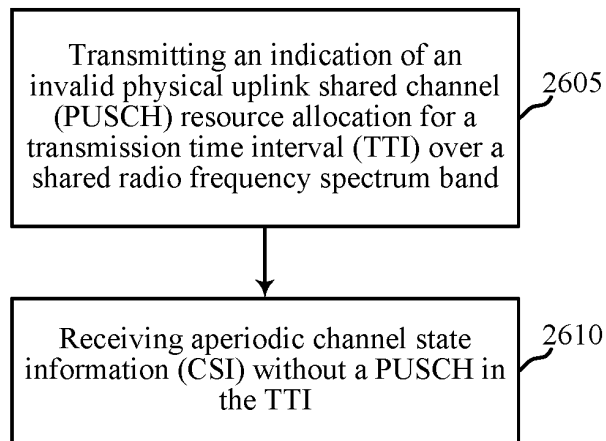 Transmitting an indication of an
invalid physical uplink shared channel
(PUSCH) resource allocation for a
transmission time interval (TTI) over a
shared radio frequency spectrum band
2605
Receiving aperiodic channel state
information (CSI) without a PUSCH in
the TTI
2610